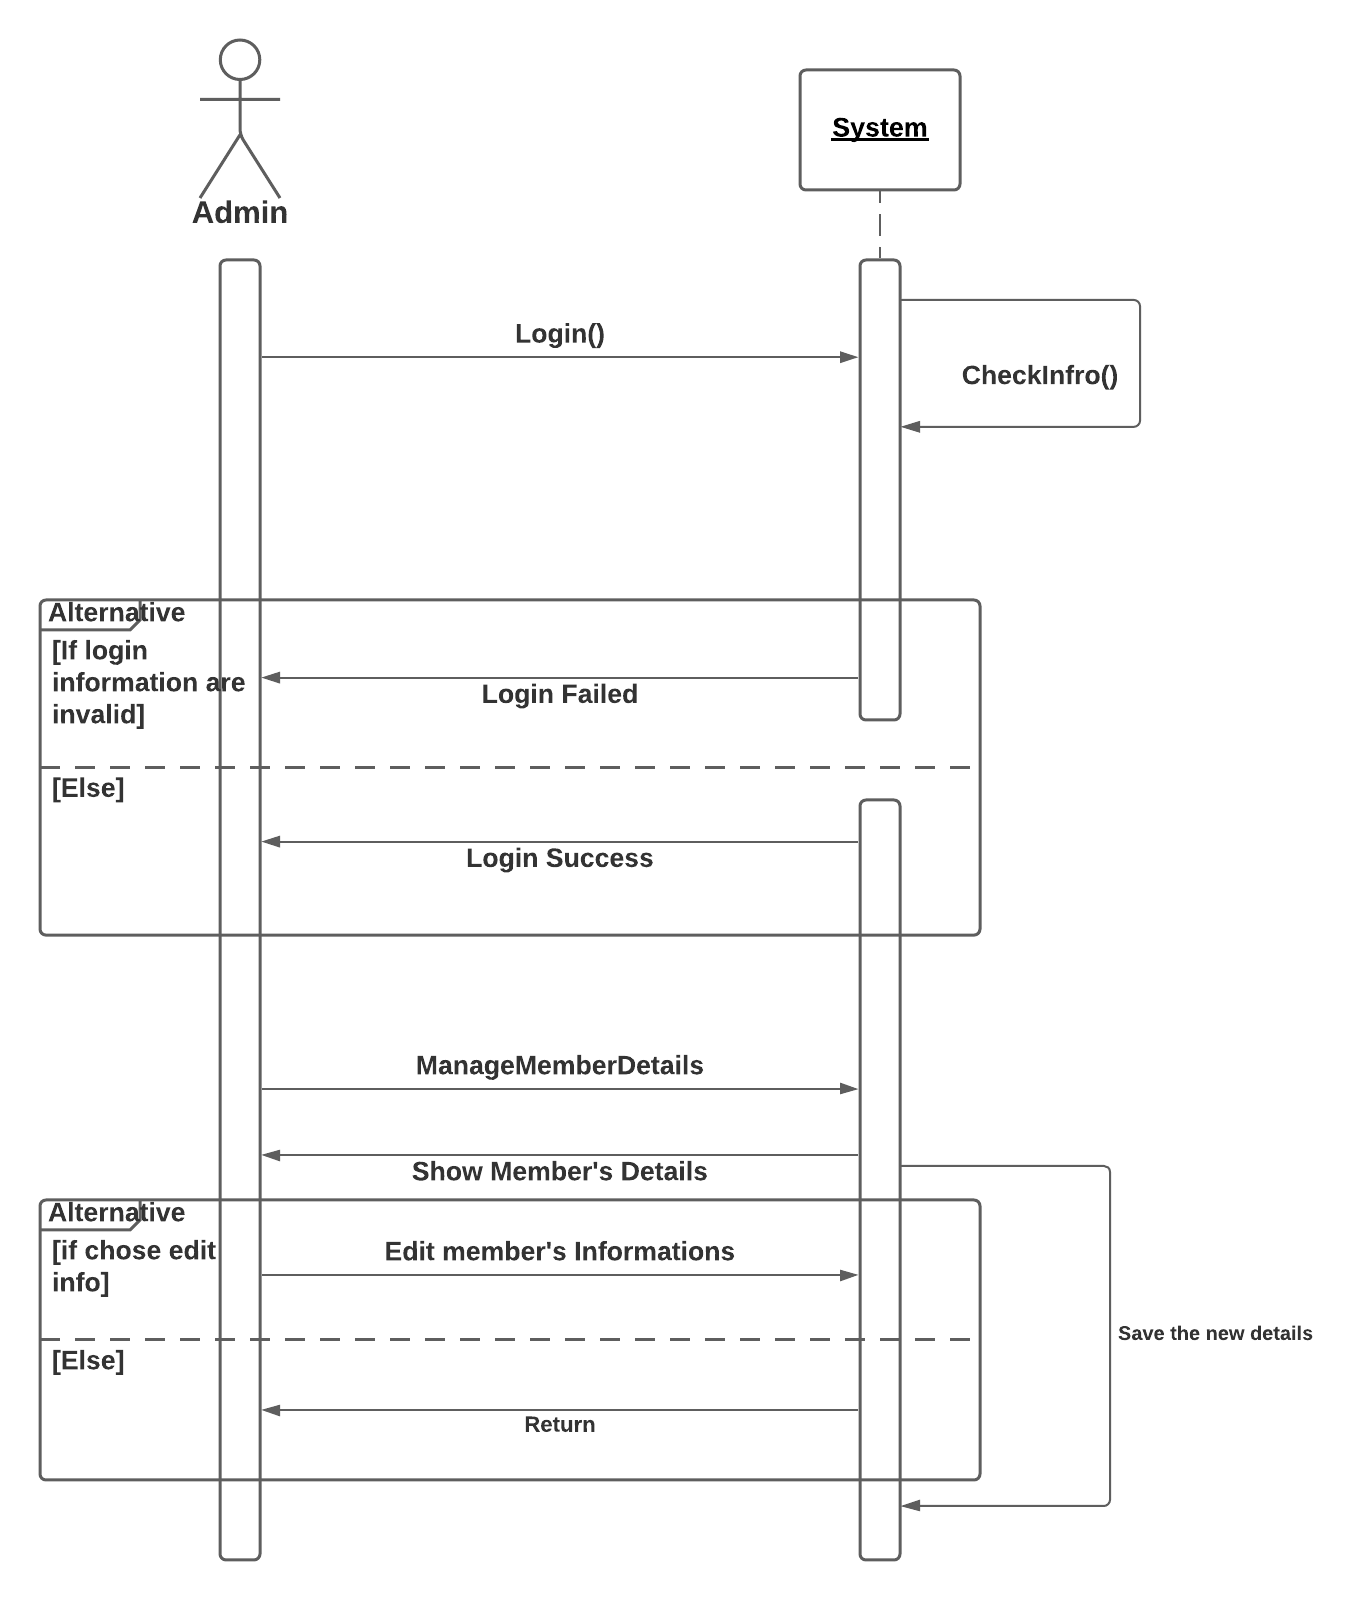 Admin
System
Login()
CheckInfro()
Alternative
[If login
information are
invalid]
Login Failed
[Else]
Login Success
ManageMemberDetails
Show Member's Details
Alternative
[if chose edit
info]
Edit member's Informations
Save the new details
[Else]
Return